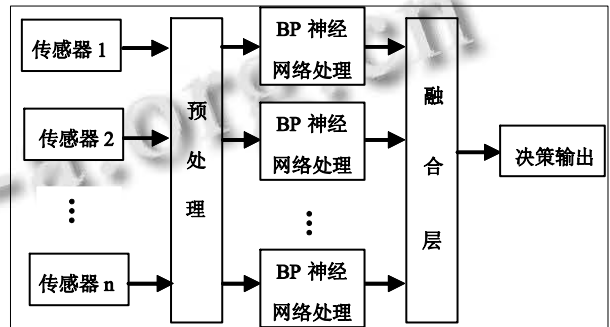 传感器 1
传感器 2
⋮
传感器 n
预处理
BP 神经
网络处理
BP 神经
网络处理
⋮
BP 神经
网络处理
融合层
决策输出